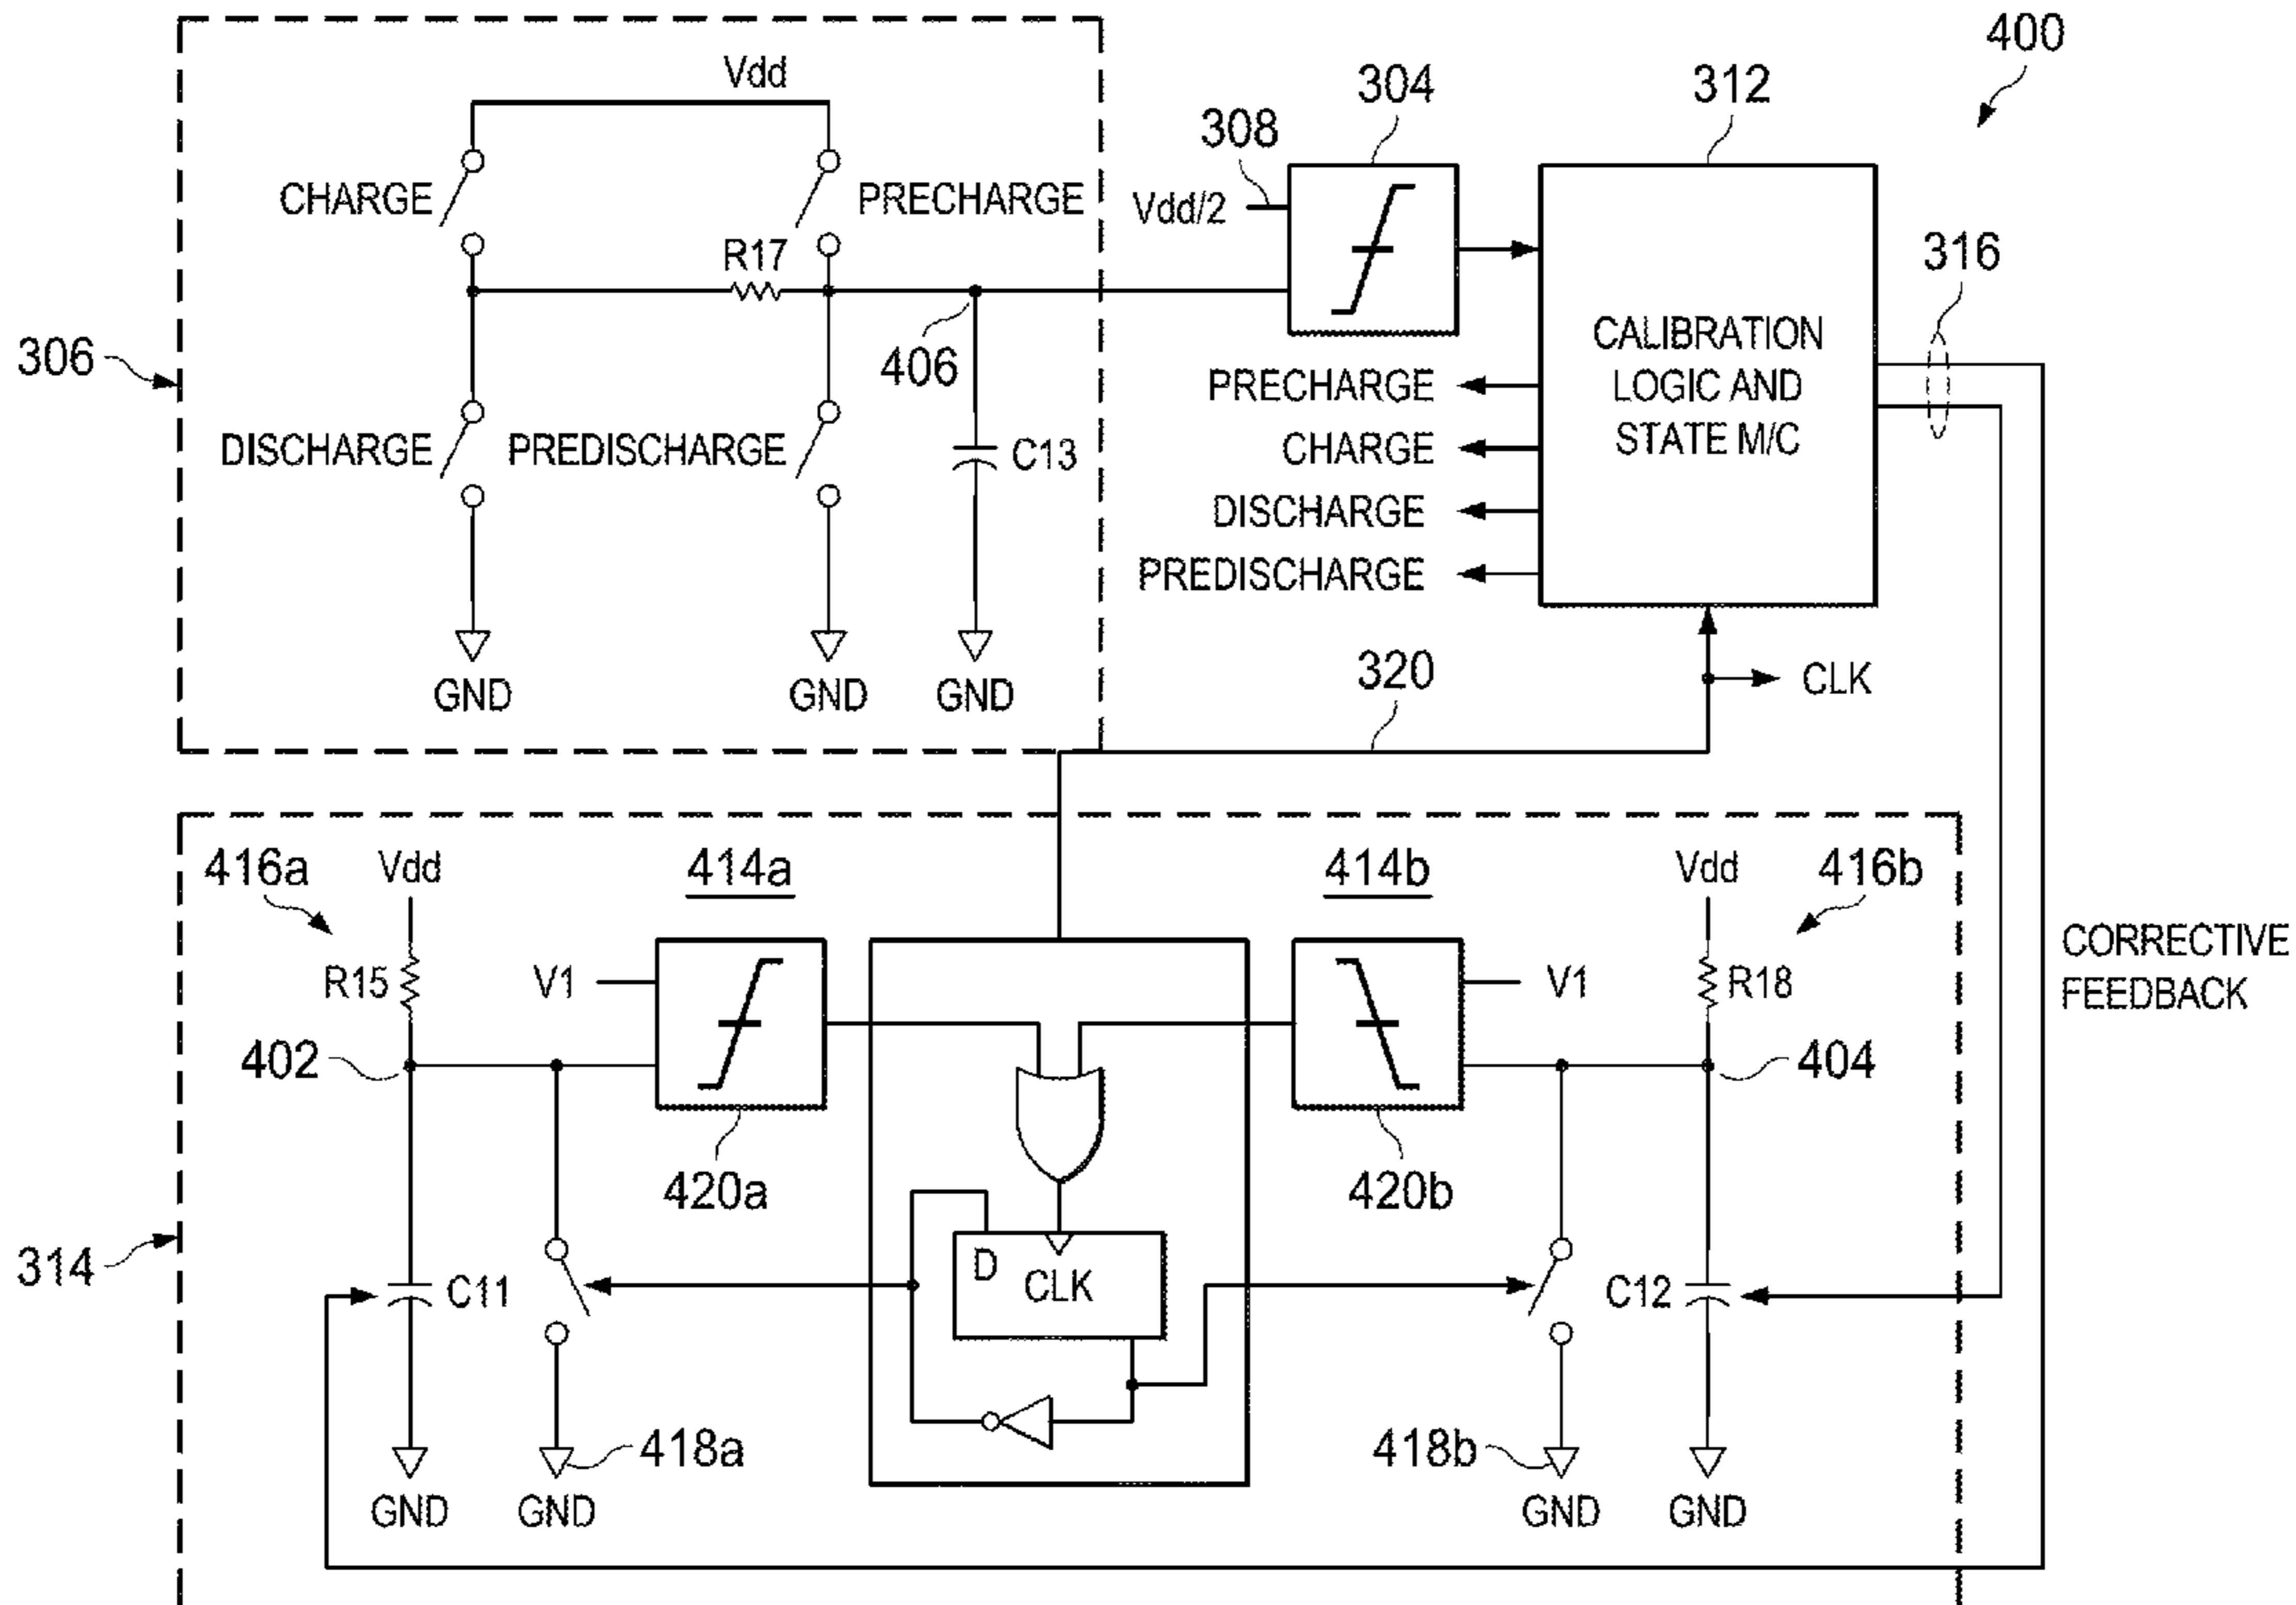 400
Vdd
304
312
308
CHARGE
PRECHARGE
Vdd/2
R17
316
306
406
CALIBRATION
LOGIC AND
STATE M/C
PRECHARGE
DISCHARGE
PREDISCHARGE
C13
CHARGE
DISCHARGE
PREDISCHARGE
GND
GND
GND
320
CLK
416a
Vdd
414a
414b
Vdd
416b
CORRECTIVE
FEEDBACK
R15
V1
V1
R18
402
404
420a
420b
314
C11
D
CLK
C12
418a
418b
GND
GND
GND
GND